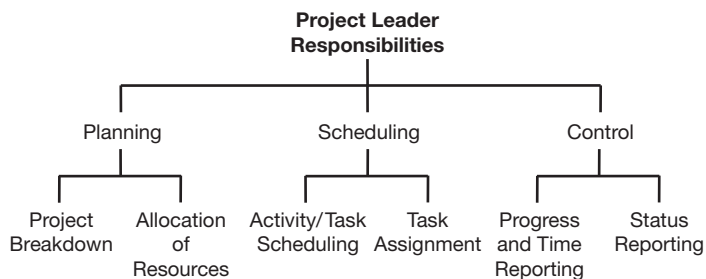 Project Leader
Responsibilities
Planning
Scheduling
Control
Project
Breakdown
Allocation
of
Resources
Activity/Task
Scheduling
Task
Assignment
Progress
and Time
Reporting
Status
Reporting